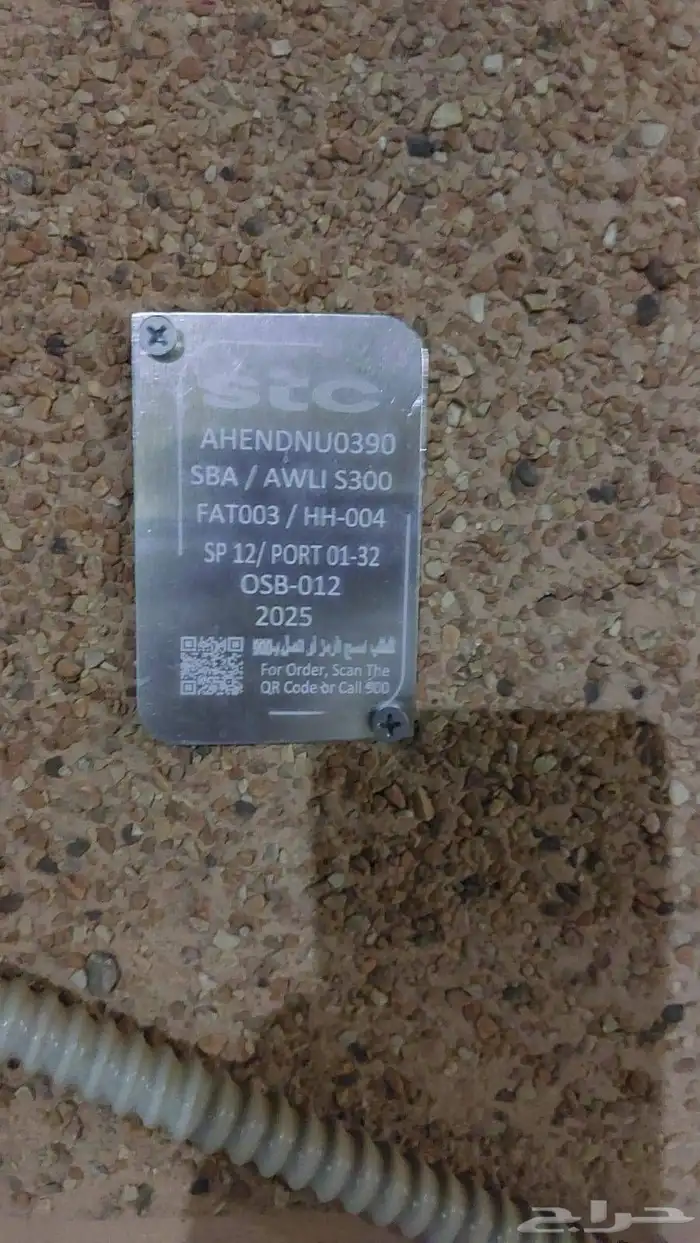 stc
AHENDNU0390
SBA / AWLI S300
FAT003 / HH-004
SP 12/ PORT 01-32
OSB-012
2025
For Order, Scan The
QR Code or Call 900
حراج